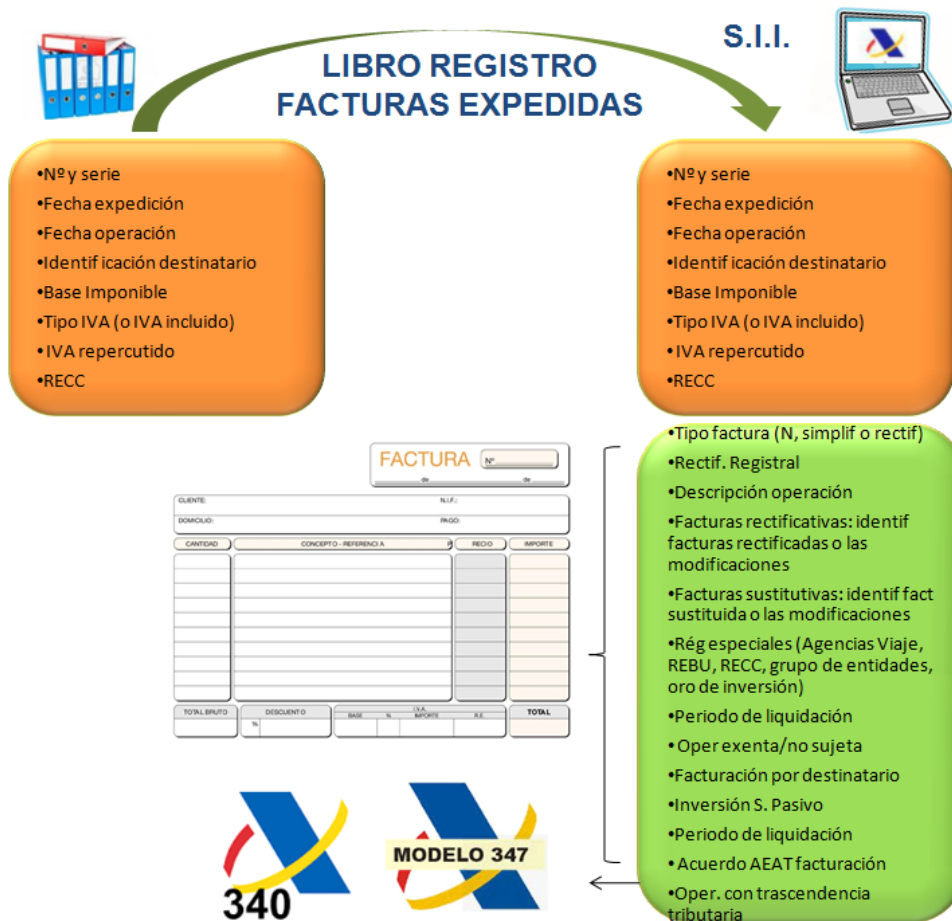 S.I.I.
LIBRO REGISTRO
FACTURAS EXPEDIDAS
•Nº y serie
•Fecha expedición
•Fecha operación
•Identif icación destinatario
•Base Imponible
•Tipo IVA (o IVA incluido)
• IVA repercutido
•RECC
•Nº y serie
•Fecha expedición
•Fecha operación
•Identif icación destinatario
•Base Imponible
•Tipo IVA (o IVA incluido)
•IVA repercutido
•RECC
•Tipo factura (N, simplif o rectif)
•Rectif. Registral
•Descripción operación
•Facturas rectificativas: identif
facturas rectificadas o las
modificaciones
•Facturas sustitutivas: identif fact
sustituida o las modificaciones
•Rég especiales (Agencias Viaje,
REBU, RECC, grupo de entidades,
oro de inversión)
•Periodo de liquidación
• Oper exenta/no sujeta
•Facturación por destinatario
•Inversión S. Pasivo
•Periodo de liquidación
•Acuerdo AEAT facturación
•Oper. con trascendencia
tributaria
FACTURA Nº
de de
CLIENTE: N.I.F.:
DOMICILIO: PAGO:
CANTIDAD CONCEPTO - REFERENCI A P RECIO IMPORTE
TOTAL BRUTO DESCUENTO I.V.A. TOTAL
% BASE % IMPORTE R.E.
340
MODELO 347